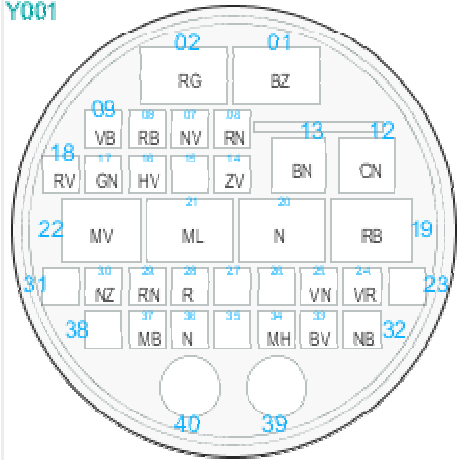 Y001
02 01
RG BZ
09 08 07 03
VB RB NV RN
13 12
18 17 16 15 14
RV GN HV ZV BN CN
22 21 20 19
MV ML N RB
31 30 29 28 27 26 25 24 23
NZ RN R VN VIR
38 37 36 35 34 33 32
MB N MH BV NB
40 39